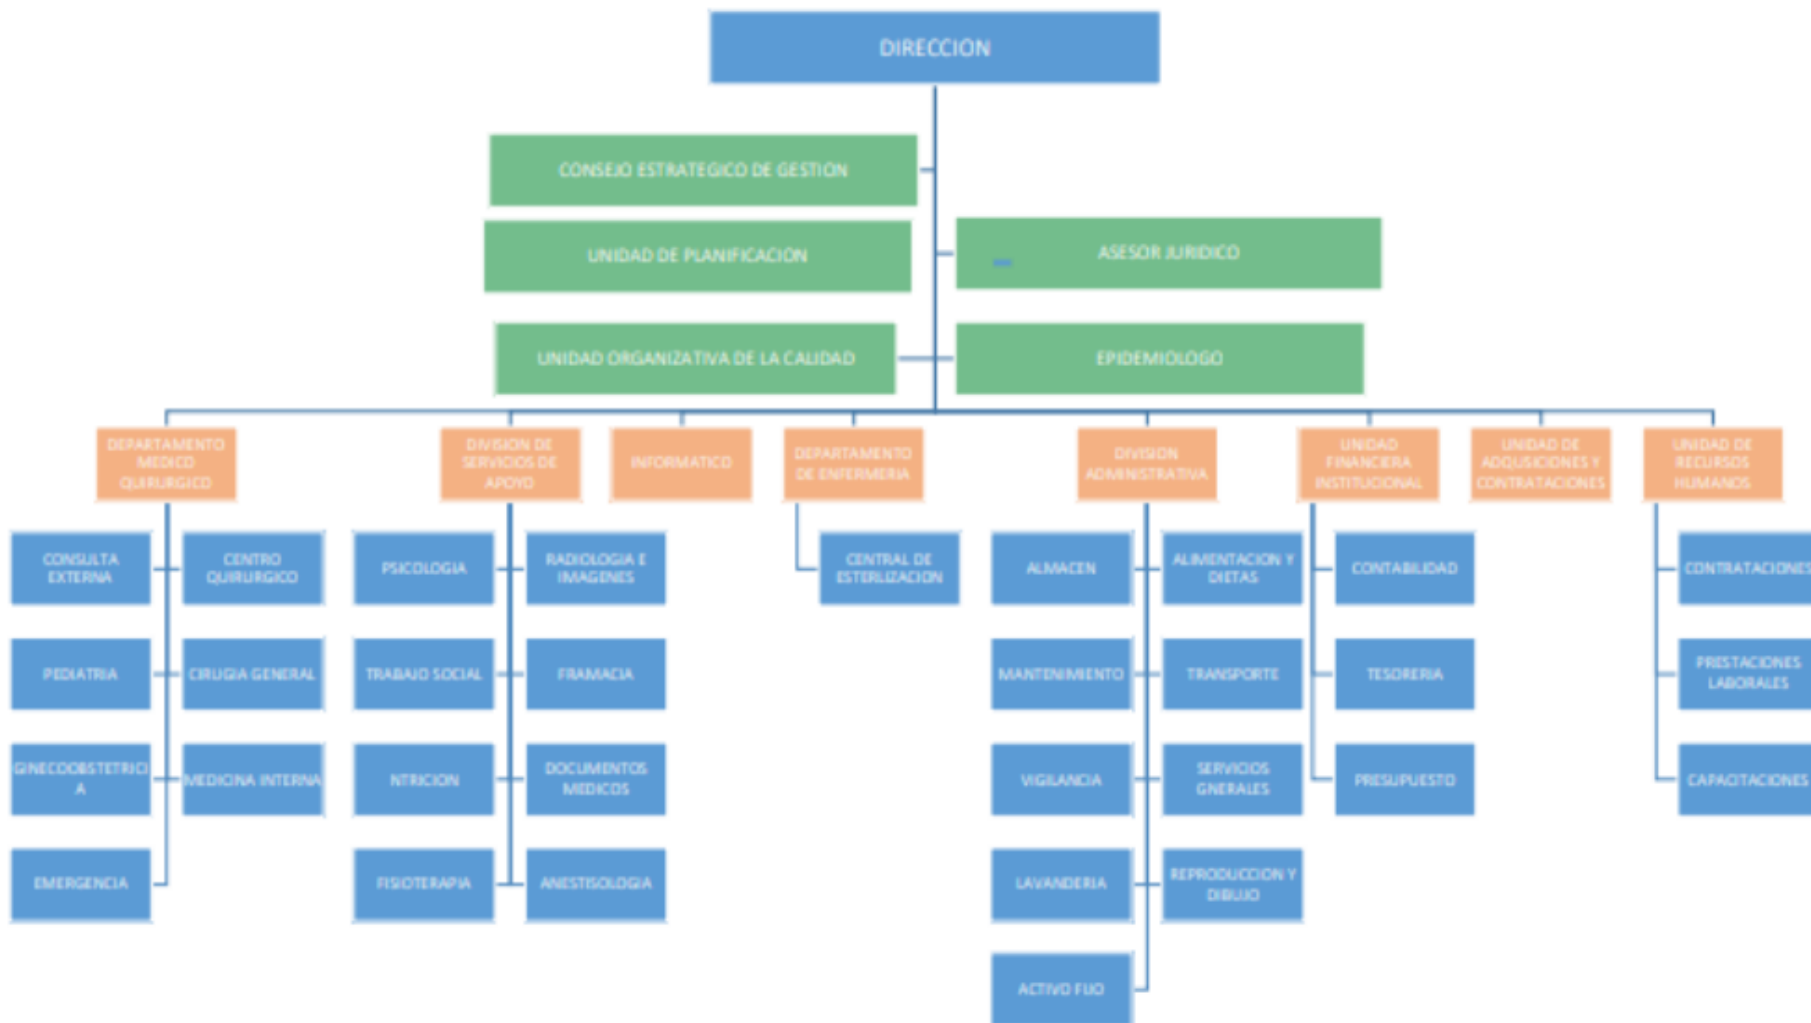 DIRECCION
CONSEJO ESTRATEGICO DE GESTION
UNIDAD DE PLANIFICACION
ASESOR JURIDICO
UNIDAD ORGANIZATIVA DE LA CALIDAD
EPIDEMIOLOGO
DEPARTAMENTO
MEDICO
QUIRURGICO
DIVISION DE
SERVICIOS DE
APOYO
INFORMATICO
DEPARTAMENTO
DE ENFERMERIA
DIVISION
ADMINISTRATIVA
UNIDAD
FINANCIERA
INSTITUCIONAL
UNIDAD DE
ADQUSICIONES Y
CONTRATACIONES
UNIDAD DE
RECURSOS
HUMANOS
CONSULTA
EXTERNA
CENTRO
QUIRURGICO
PSICOLOGIA
RADIOLOGIA E
IMAGENES
CENTRAL DE
ESTERLIZACION
ALMACEN
ALIMENTACION Y
DIETAS
CONTABILIDAD
CONTRATACIONES
PEDIATRIA
CIRUGIA GENERAL
TRABAJO SOCIAL
FRAMACIA
MANTENIMIENTO
TRANSPORTE
TESORERIA
PRESTACIONES
LABORALES
GINECOOBSTETRICI
A
MEDICINA INTERNA
NTRICION
DOCUMENTOS
MEDICOS
VIGILANCIA
SERVICIOS
GNERALES
PRESUPUESTO
CAPACITACIONES
EMERGENCIA
FISIOTERAPIA
ANESTISOLOGIA
LAVANDERIA
REPRODUCCION Y
DIBUJO
ACTIVO FIJO